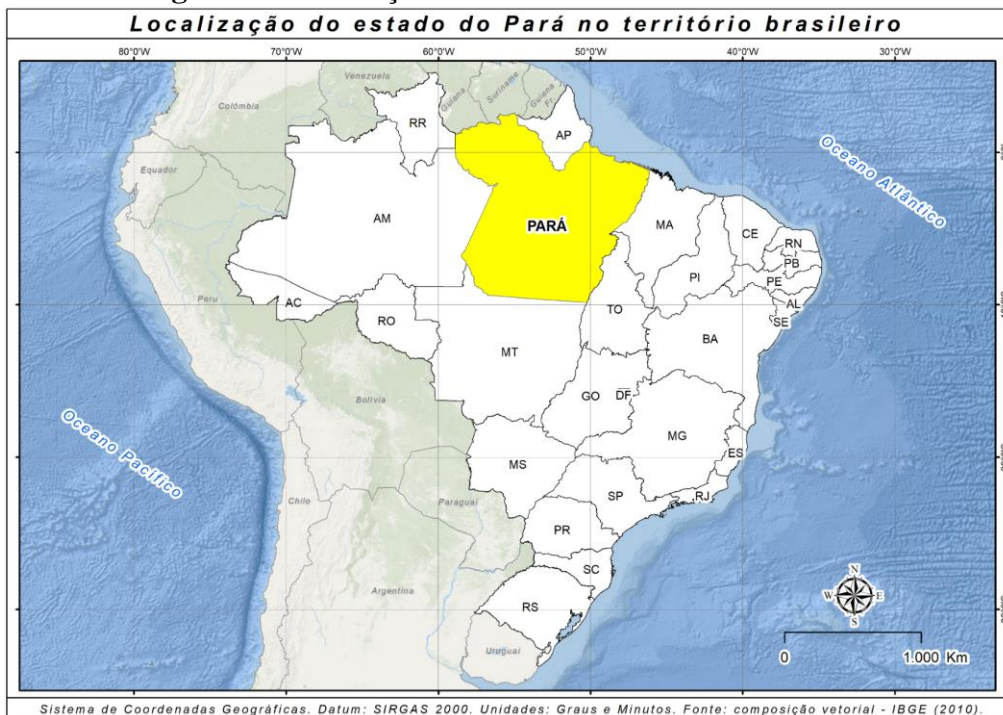 Localização do estado do Pará no território brasileiro
80°0'W 70°0'W 60°0'W 50°0'W 40°0'W 30°0'W
Venezuela
Guiana
Suriname
Guiana Fr.
Colômbia
RR
AP
Oceano Atlântico
Equador
AM
PARÁ
MA
CE
RN
PB
PI
PE
AL
SE
Peru
AC
RO
TO
BA
MT
GO
DF
Bolívia
MG
ES
MS
Oceano Pacífico
SP
RJ
Chile
Paraguai
PR
SC
Argentina
RS
N
W E
S
Uruguai
0 1.000 Km
Sistema de Coordenadas Geográficas. Datum: SIRGAS 2000. Unidades: Graus e Minutos. Fonte: composição vetorial - IBGE (2010).